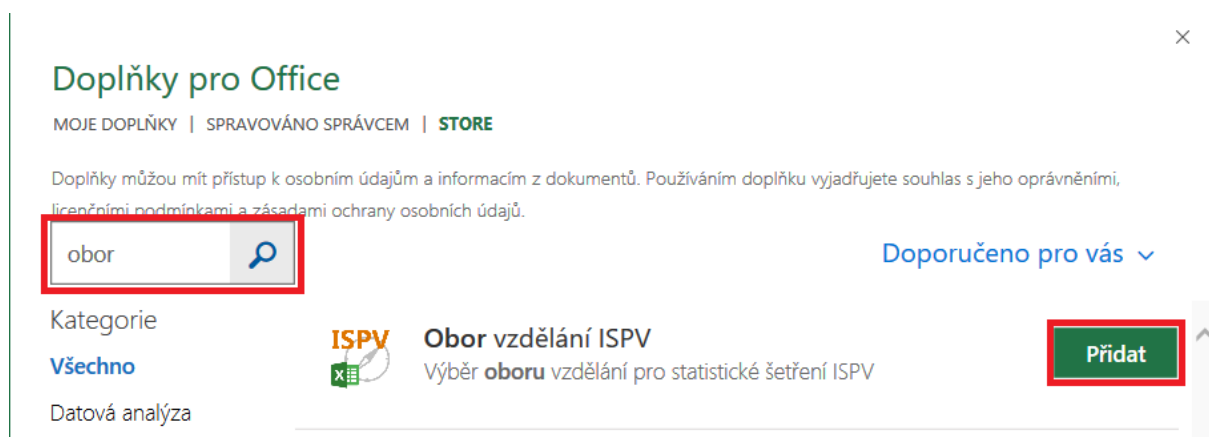 Doplňky pro Office
MOJE DOPLŇKY | SPRAVOVÁNO SPRÁVCEM | STORE
Doplňky můžou mít přístup k osobním údajům a informacím z dokumentů. Používáním doplňku vyjadřujete souhlas s jeho oprávněními,
licenčními podmínkami a zásadami ochrany osobních údajů.
obor
Doporučeno pro vás
Kategorie
Všechno
Datová analýza
ISPV
Obor vzdělání ISPV
Výběr oboru vzdělání pro statistické šetření ISPV
Přidat